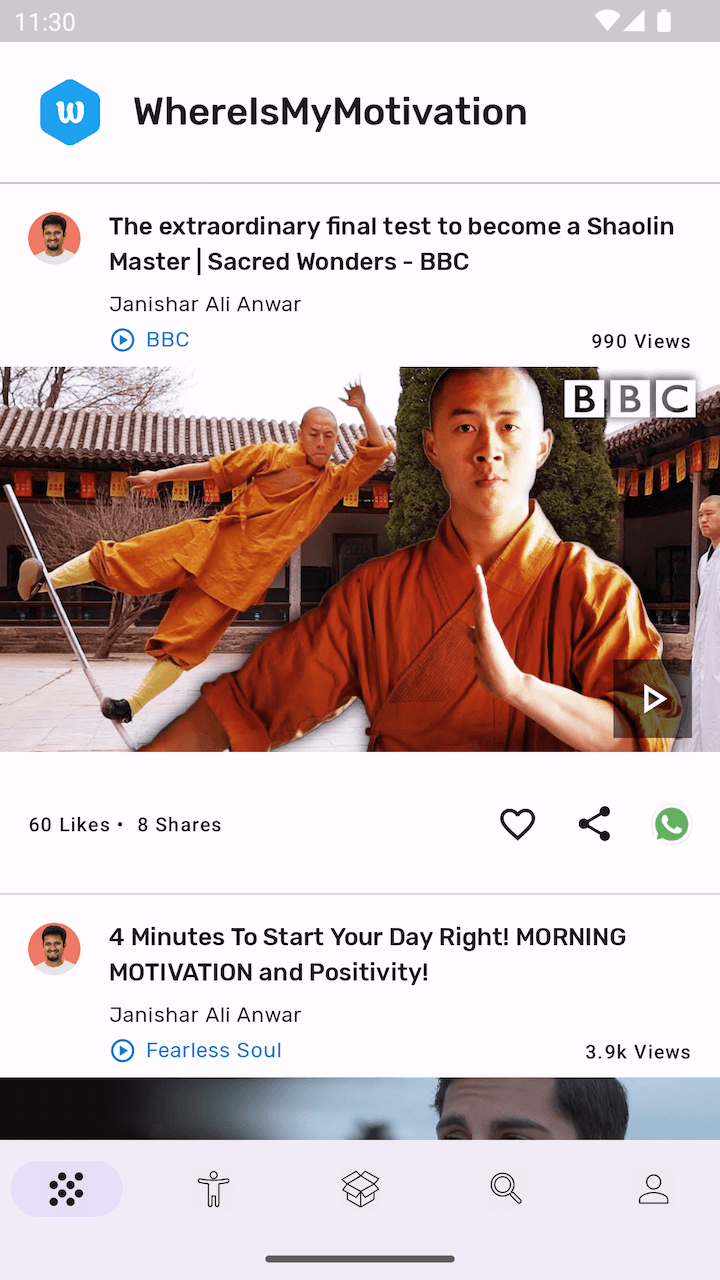 11:30
w
WhereIsMyMotivation
The extraordinary final test to become a Shaolin
Master | Sacred Wonders - BBC
Janishar Ali Anwar
BBC
990 Views
BBC
60 Likes • 8 Shares
4 Minutes To Start Your Day Right! MORNING
MOTIVATION and Positivity!
Janishar Ali Anwar
Fearless Soul
3.9k Views